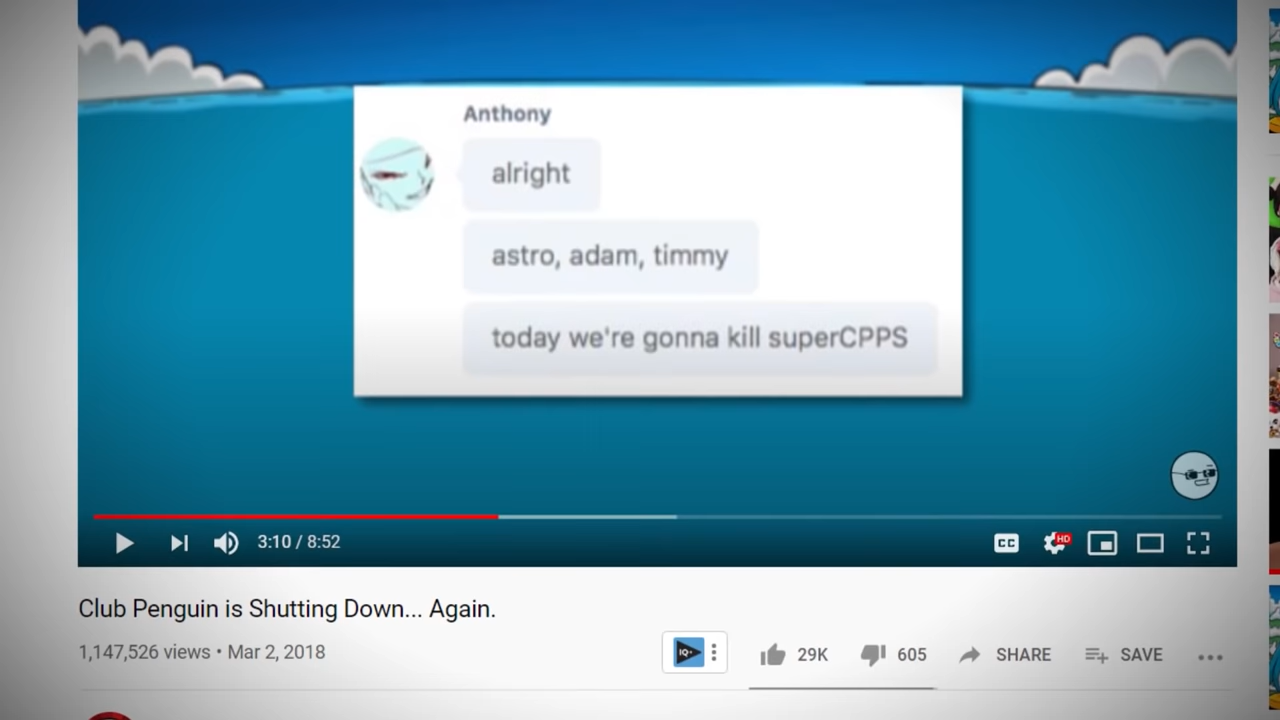 Anthony
alright
astro, adam, timmy
today we're gonna kill superCPPS
3:10 / 8:52
CC
HD
Club Penguin is Shutting Down... Again.
1,147,526 views • Mar 2, 2018
IQ
29K
605
SHARE
SAVE